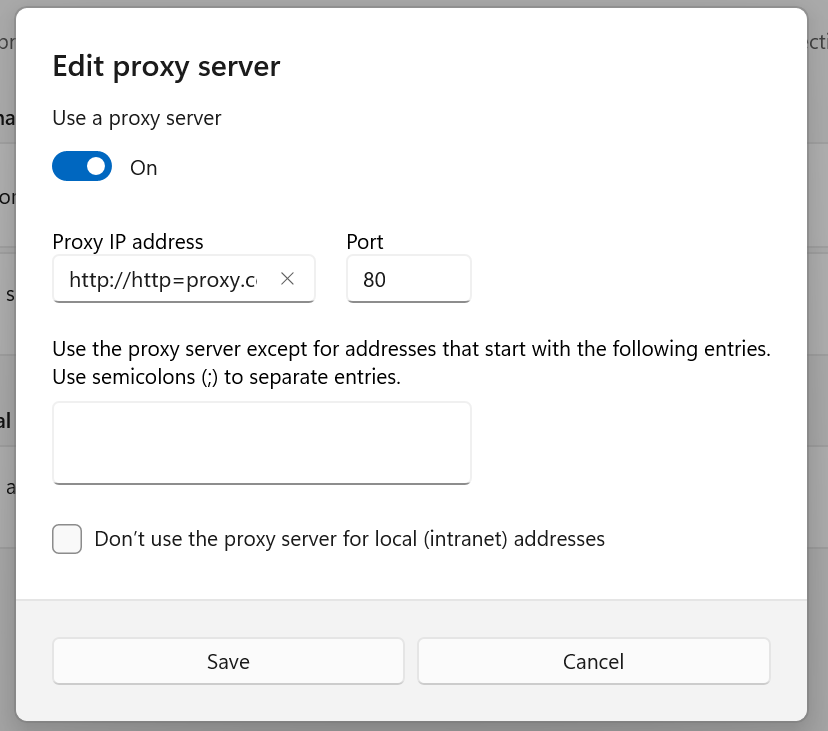 Edit proxy server
Use a proxy server
On
Proxy IP address
Port
http://http=proxy.c
80
Use the proxy server except for addresses that start with the following entries.
Use semicolons (;) to separate entries.
Don't use the proxy server for local (intranet) addresses
Save
Cancel